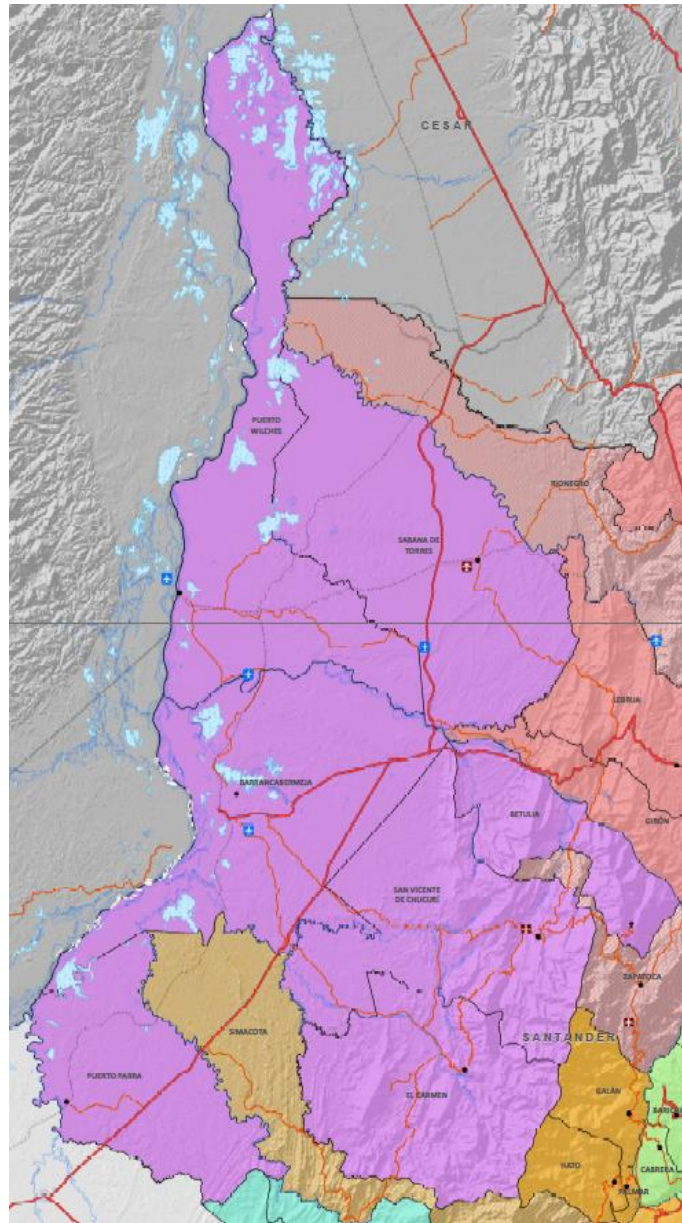 CESAR
PUERTO
WILCHES
RIONEGRO
SABANA DE
TORRES
LEBRIJA
BARRANCABERMEJA
BETULIA
GIRÓN
SAN VICENTE
DE CHUCURÍ
ZAPATOCA
SANTANDER
SIMACOTA
PUERTO PARRA
EL CARMEN
GALÁN
CABRERA
HATO
PALMAR